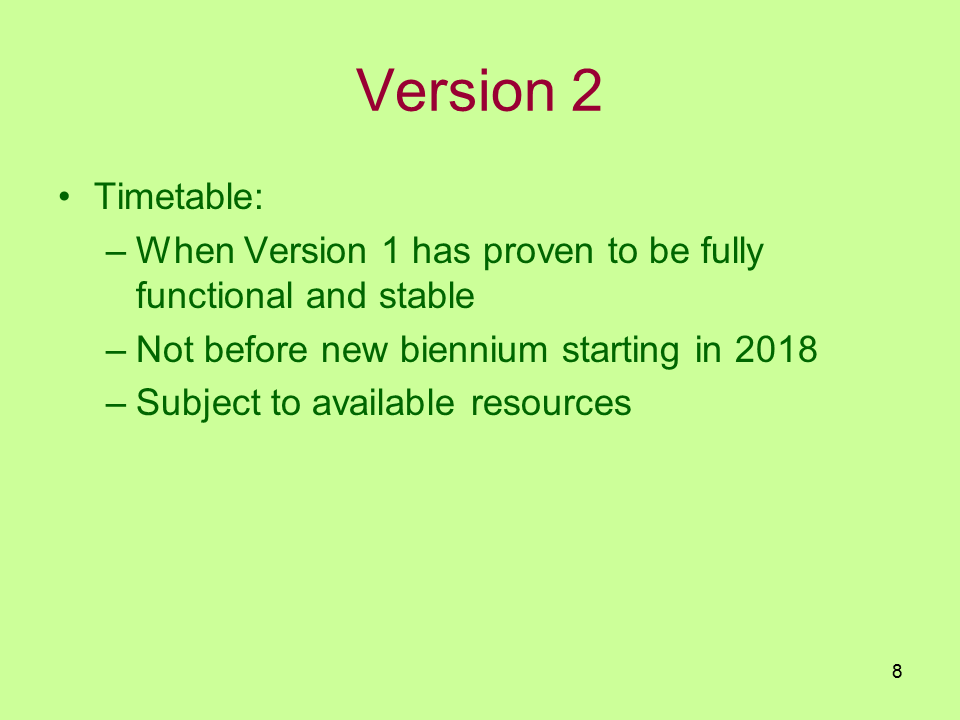 Version 2
• Timetable:
– When Version 1 has proven to be fully
functional and stable
– Not before new biennium starting in 2018
– Subject to available resources
8